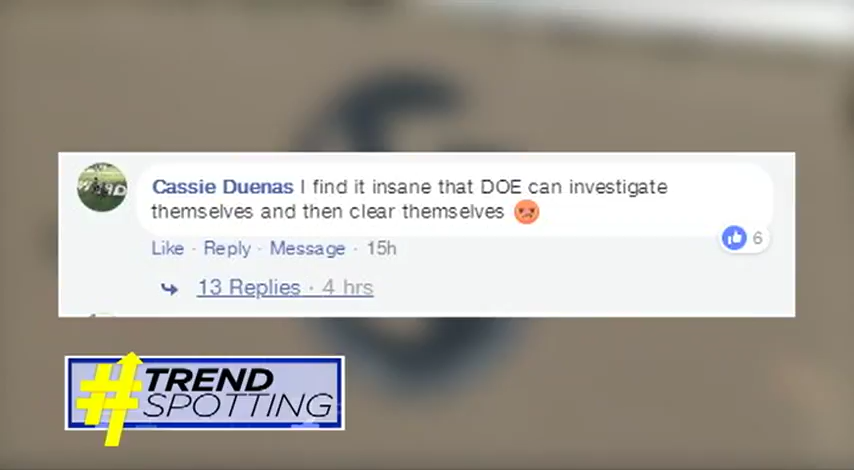 Cassie Duenas I find it insane that DOE can investigate
themselves and then clear themselves 😡
Like · Reply · Message · 15h
6
13 Replies · 4 hrs
#TREND
SPOTTING